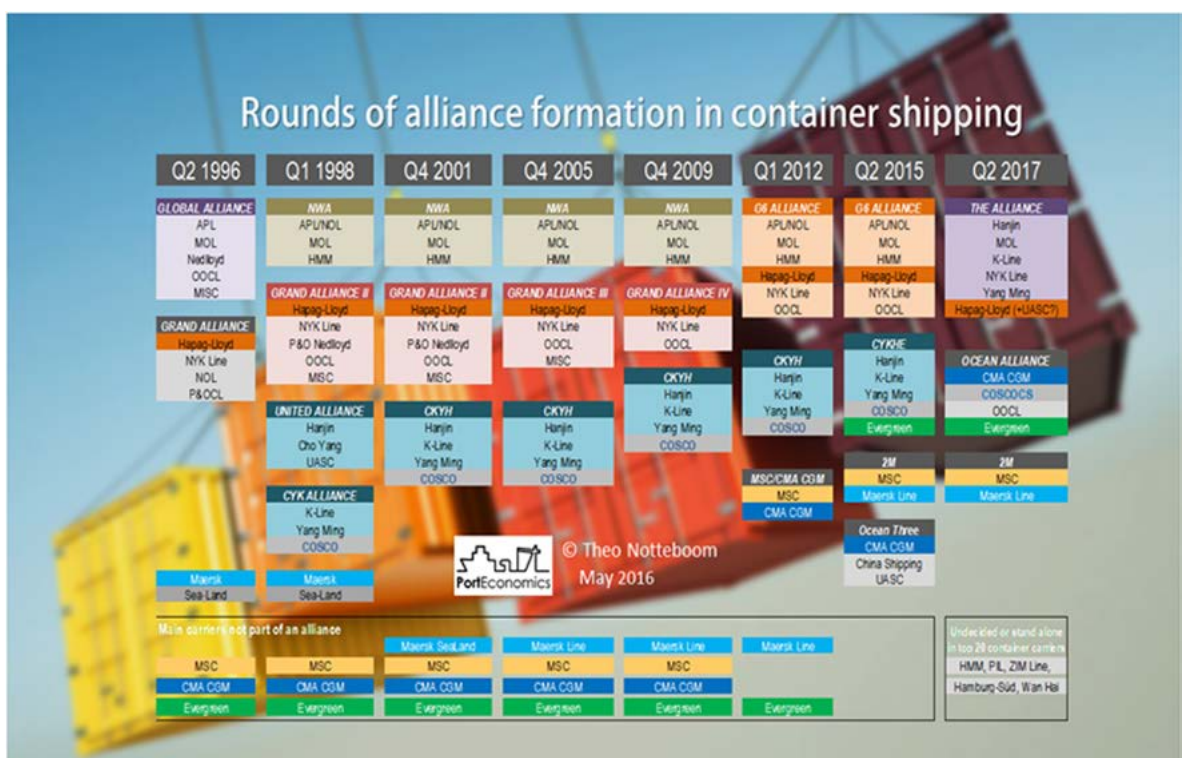 Rounds of alliance formation in container shipping
Q2 1996
GLOBAL ALLIANCE
APL
MOL
Nedlloyd
OOCL
MISC
GRAND ALLIANCE
Hapag-Lloyd
NYK Line
NOL
P&OCL
Maersk
Sea-Land
Q1 1998
NWA
APL/NOL
MOL
HMM
GRAND ALLIANCE II
Hapag-Lloyd
NYK Line
P&O Nedlloyd
OOCL
MISC
UNITED ALLIANCE
Hanjin
Cho Yang
UASC
CYK ALLIANCE
K-Line
Yang Ming
COSCO
Maersk
Sea-Land
Q4 2001
NWA
APL/NOL
MOL
HMM
GRAND ALLIANCE II
Hapag-Lloyd
NYK Line
P&O Nedlloyd
OOCL
MISC
CKYH
Hanjin
K-Line
Yang Ming
COSCO
Q4 2005
NWA
APL/NOL
MOL
HMM
GRAND ALLIANCE III
Hapag-Lloyd
NYK Line
OOCL
MISC
CKYH
Hanjin
K-Line
Yang Ming
COSCO
Q4 2009
NWA
APL/NOL
MOL
HMM
GRAND ALLIANCE IV
Hapag-Lloyd
NYK Line
OOCL
CKYH
Hanjin
K-Line
Yang Ming
COSCO
Q1 2012
G6 ALLIANCE
APL/NOL
MOL
HMM
Hapag-Lloyd
NYK Line
OOCL
CKYH
Hanjin
K-Line
Yang Ming
COSCO
MSC/CMA CGM
MSC
CMA CGM
Q2 2015
G6 ALLIANCE
APL/NOL
MOL
HMM
Hapag-Lloyd
NYK Line
OOCL
CYKHE
Hanjin
K-Line
Yang Ming
COSCO
Evergreen
2M
MSC
Maersk Line
Ocean Three
CMA CGM
China Shipping
UASC
Q2 2017
THE ALLIANCE
Hanjin
MOL
K-Line
NYK Line
Yang Ming
Hapag-Lloyd (+UASC?)
OCEAN ALLIANCE
CMA CGM
COSCOCS
OOCL
Evergreen
2M
MSC
Maersk Line
PortEconomics
© Theo Notteboom
May 2016
Main carriers not part of an alliance
Maersk SeaLand
Maersk Line
Maersk Line
Maersk Line
MSC
MSC
MSC
MSC
MSC
CMA CGM
CMA CGM
CMA CGM
CMA CGM
CMA CGM
Evergreen
Evergreen
Evergreen
Evergreen
Evergreen
Evergreen
Undecided or stand alone
in top 20 container carriers
HMM, PIL, ZIM Line,
Hamburg-Süd, Wan Hai